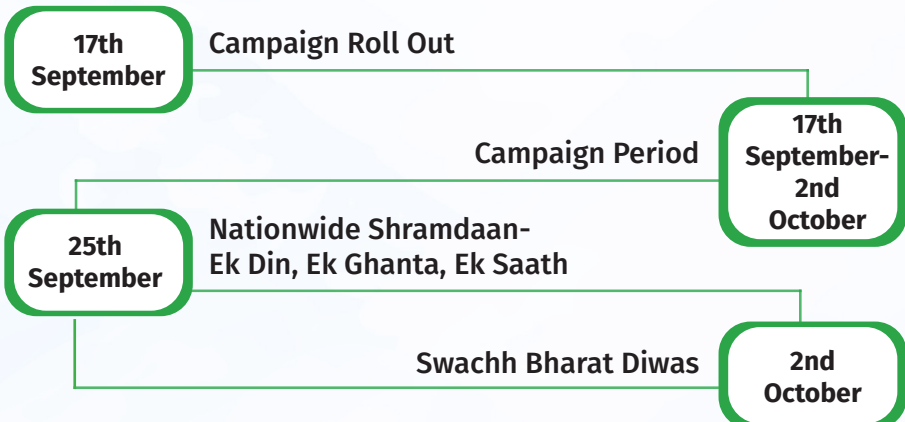 17th
September
Campaign Roll Out
Campaign Period
17th
September-
2nd
October
25th
September
Nationwide Shramdaan-
Ek Din, Ek Ghanta, Ek Saath
Swachh Bharat Diwas
2nd
October